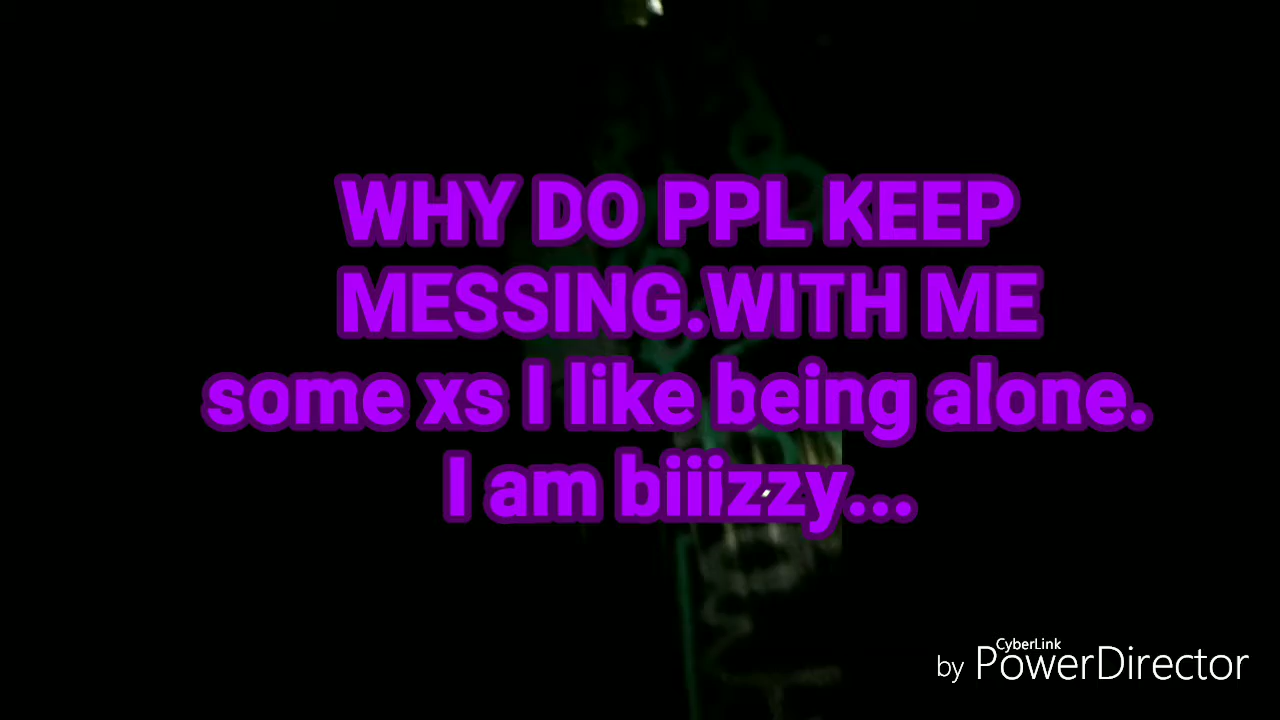 WHY DO PPL KEEP
MESSING.WITH ME
some xs I like being alone.
I am biiizzy...
CyberLink
by PowerDirector